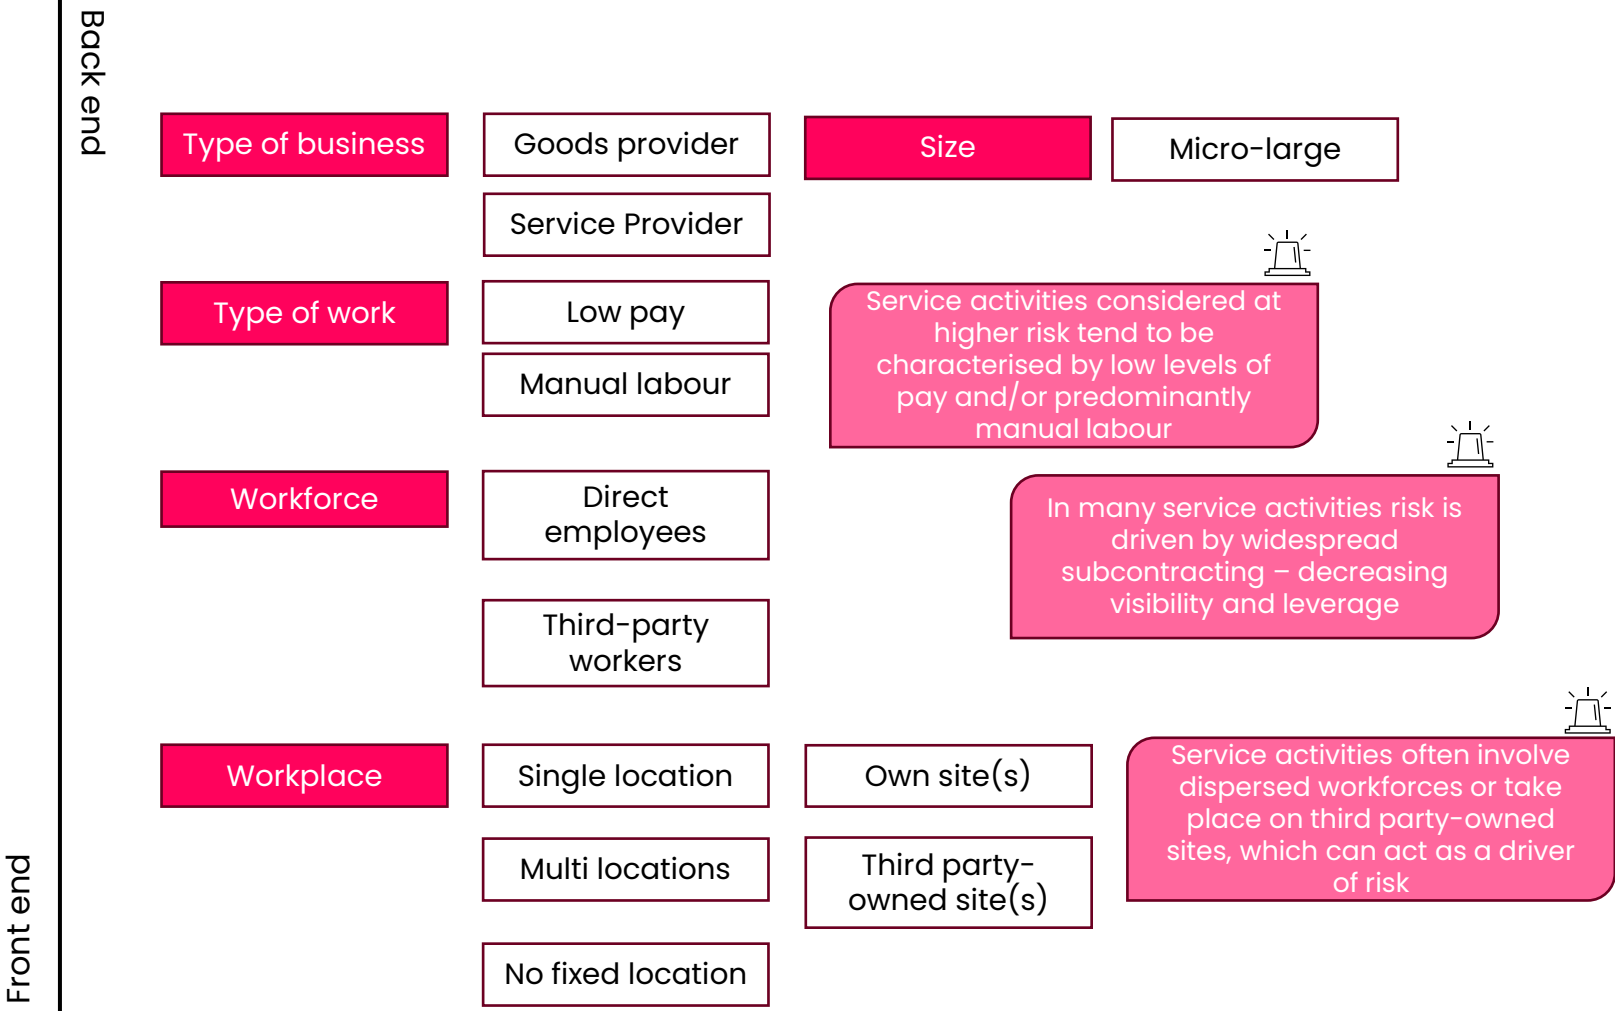 Back end
Type of business
Goods provider
Size
Micro-large
Service Provider
Type of work
Low pay
Manual labour
Service activities considered at
higher risk tend to be
characterised by low levels of
pay and/or predominantly
manual labour
Workforce
Direct
employees
In many service activities risk is
driven by widespread
subcontracting – decreasing
visibility and leverage
Third-party
workers
Workplace
Single location
Own site(s)
Service activities often involve
dispersed workforces or take
place on third party-owned
sites, which can act as a driver
of risk
Multi locations
Third party-
owned site(s)
No fixed location
Front end